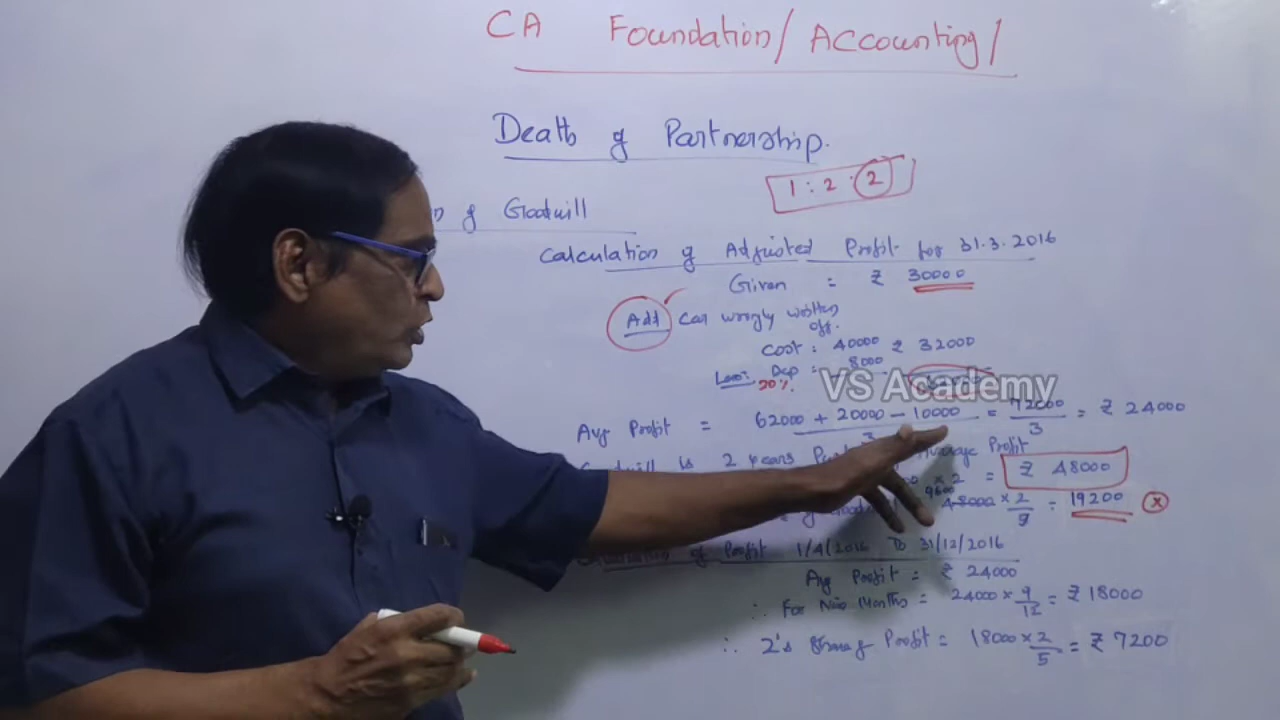 CA Foundation/ Accounting/
Death of Partnership.
1 : 2 : 2
n of Goodwill
Calculation of Adjusted Profit for 31.3.2016
Given = ₹ 30000
Add Car wrongly written
off.
Cost : 40000 ₹ 32000
Less: Dep : 8000
20%.
VS Academy
Avg Profit = 62000 + 20000 - 10000 = 72000 = ₹ 24000
3 3
Goodwill is 2 years Average Profit
× 2 = ₹ 48000
9600
48000 × 2 = 19200 x
of Profit 1/4/2016 to 31/12/2016
Avg Profit = ₹ 24000
∴ For Nine Months = 24000 × 9 = ₹ 18000
12
∴ Z's Share of Profit = 18000 × 2 = ₹ 7200
5